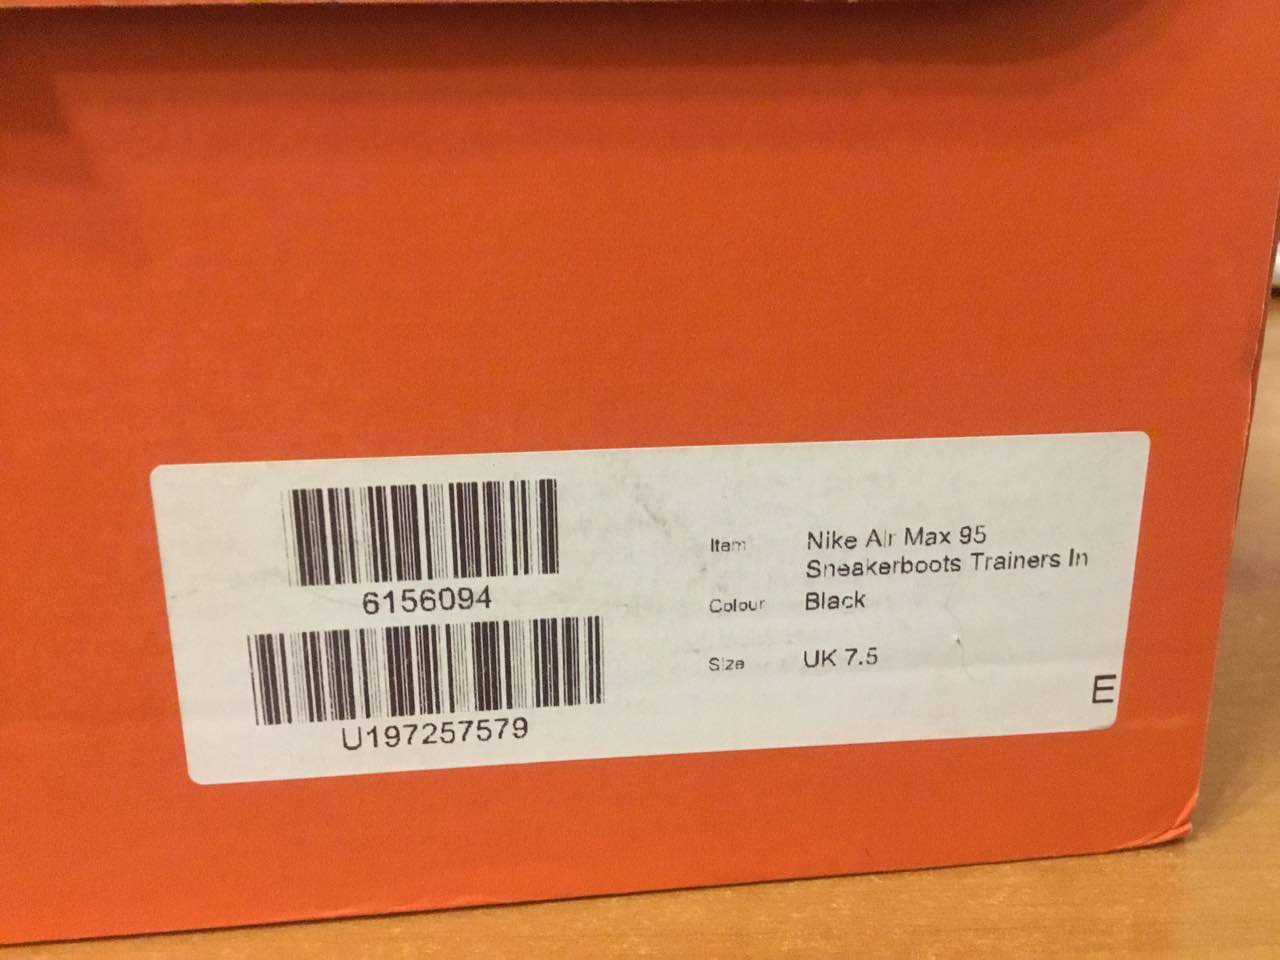 6156094
U197257579
Item Nike Air Max 95
Sneakerboots Trainers In
Colour Black
Size UK 7.5
E